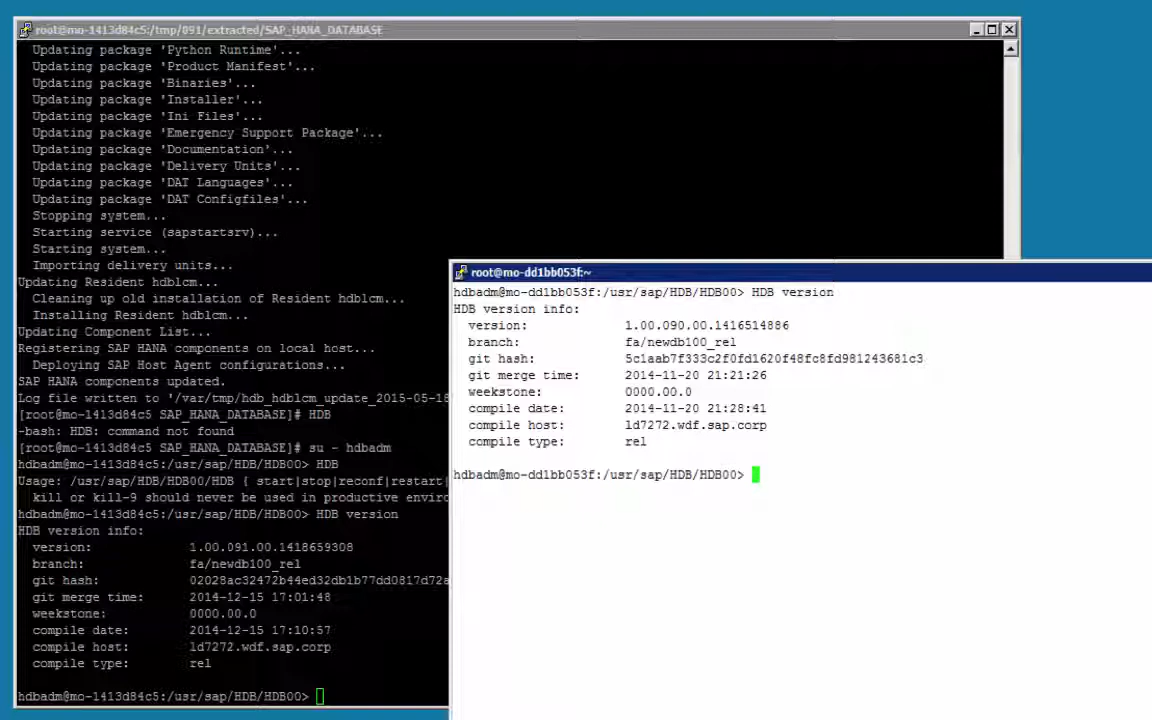 root@mo-1413d84c5:/tmp/091/extracted/SAP_HANA_DATABASE
Updating package 'Python Runtime'...
Updating package 'Product Manifest'...
Updating package 'Binaries'...
Updating package 'Installer'...
Updating package 'Ini Files'...
Updating package 'Emergency Support Package'...
Updating package 'Documentation'...
Updating package 'Delivery Units'...
Updating package 'DAT Languages'...
Updating package 'DAT Configfiles'...
Stopping system...
Starting service (sapstartsrv)...
Starting system...
Importing delivery units...
Updating Resident hdblcm...
Cleaning up old installation of Resident hdblcm...
Installing Resident hdblcm...
Updating Component List...
Registering SAP HANA components on local host...
Deploying SAP Host Agent configurations...
SAP HANA components updated.
Log file written to '/var/tmp/hdb_hdblcm_update_2015-05-18
[root@mo-1413d84c5 SAP_HANA_DATABASE]# HDB
-bash: HDB: command not found
[root@mo-1413d84c5 SAP_HANA_DATABASE]# su - hdbadm
hdbadm@mo-1413d84c5:/usr/sap/HDB/HDB00> HDB
Usage: /usr/sap/HDB/HDB00/HDB { start|stop|reconf|restart|
kill or kill-9 should never be used in productive enviro
hdbadm@mo-1413d84c5:/usr/sap/HDB/HDB00> HDB version
HDB version info:
version: 1.00.091.00.1418659308
branch: fa/newdb100_rel
git hash: 02028ac32472b44ed32db1b77dd0817d72a
git merge time: 2014-12-15 17:01:48
weekstone: 0000.00.0
compile date: 2014-12-15 17:10:57
compile host: ld7272.wdf.sap.corp
compile type: rel
hdbadm@mo-1413d84c5:/usr/sap/HDB/HDB00>
root@mo-dd1bb053f:~
hdbadm@mo-dd1bb053f:/usr/sap/HDB/HDB00> HDB version
HDB version info:
version: 1.00.090.00.1416514886
branch: fa/newdb100_rel
git hash: 5c1aab7f333c2f0fd1620f48fc8fd981243681c3
git merge time: 2014-11-20 21:21:26
weekstone: 0000.00.0
compile date: 2014-11-20 21:28:41
compile host: ld7272.wdf.sap.corp
compile type: rel
hdbadm@mo-dd1bb053f:/usr/sap/HDB/HDB00>